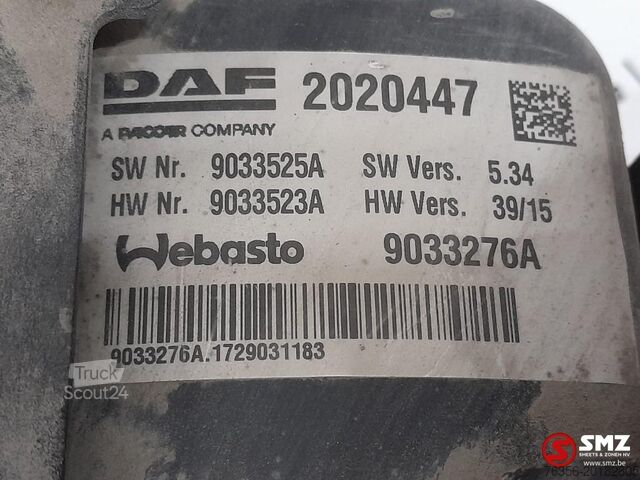 DAF 2020447
A PACCAR COMPANY
SW Nr. 9033525A SW Vers. 5.34
HW Nr. 9033523A HW Vers. 39/15
Webasto 9033276A
9033276A.1729031183
Truck
Scout24
SMZ
SMEETS & ZONEN NV
www.smz.be